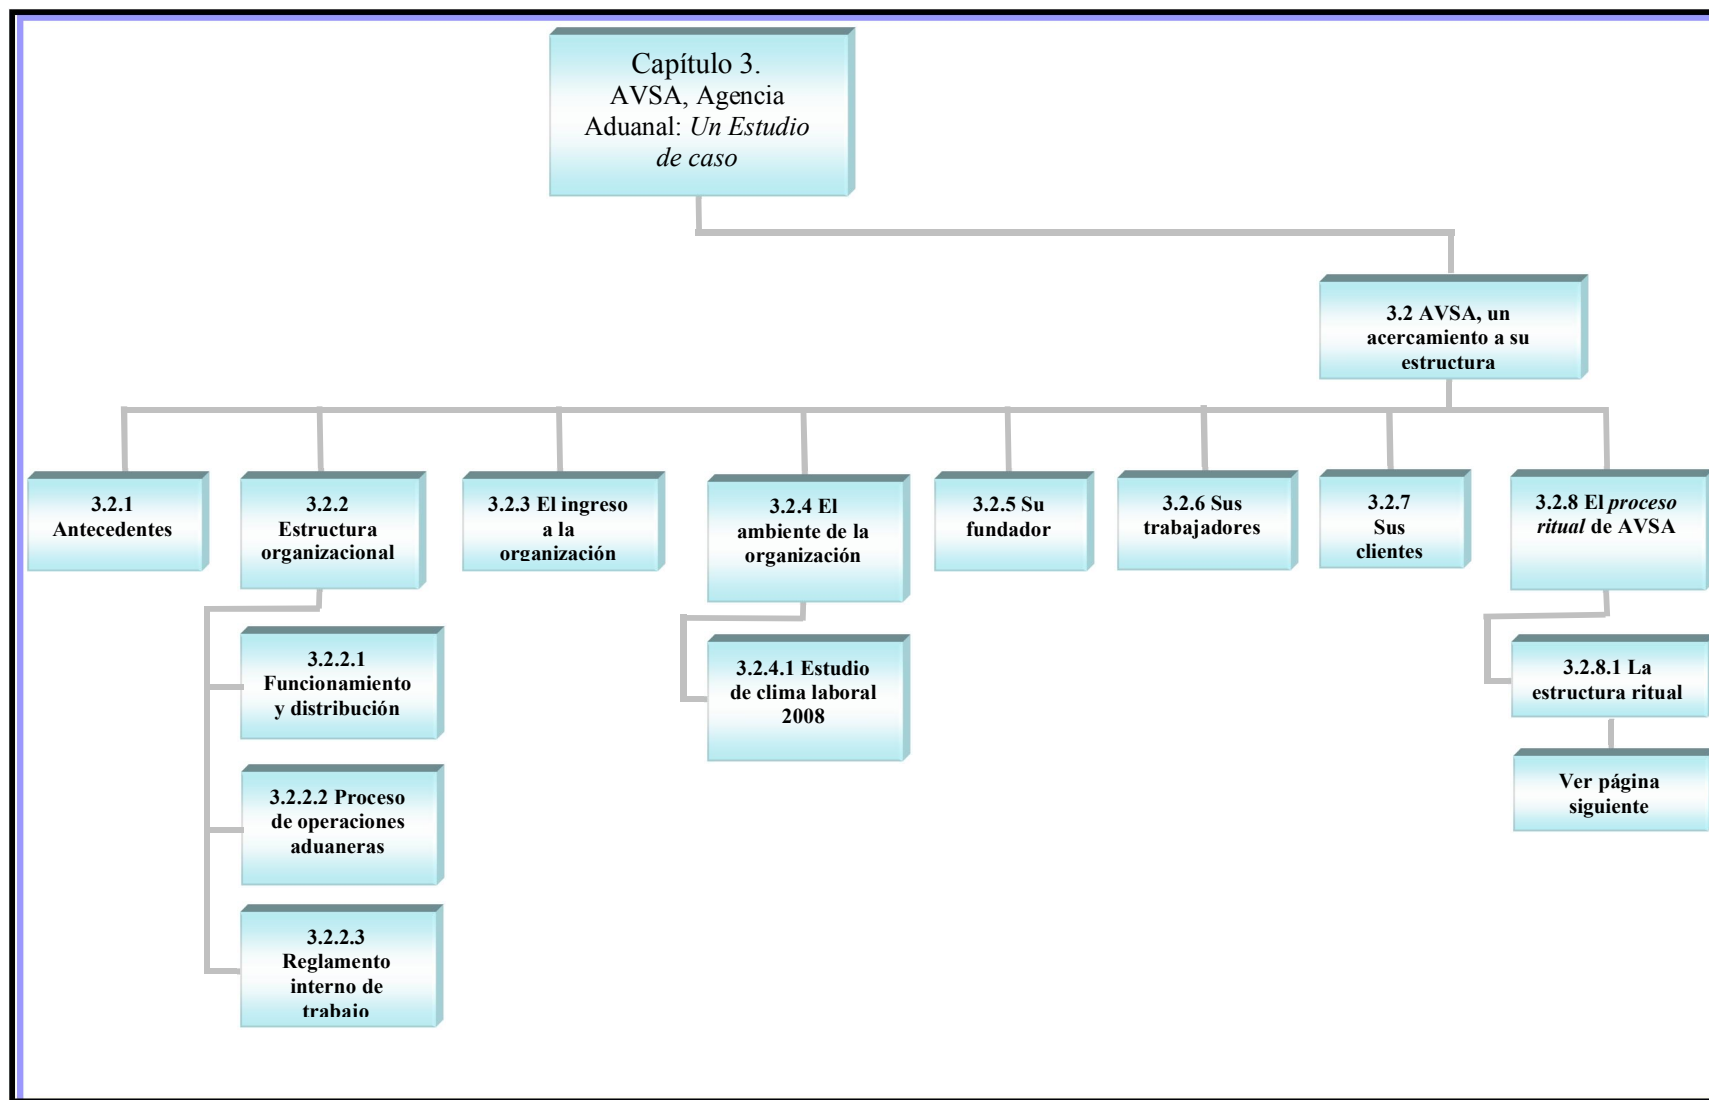 Capítulo 3.
AVSA, Agencia
Aduanal: Un Estudio
de caso
3.2 AVSA, un
acercamiento a su
estructura
3.2.1
Antecedentes
3.2.2
Estructura
organizacional
3.2.3 El ingreso
a la
organización
3.2.4 El
ambiente de la
organización
3.2.5 Su
fundador
3.2.6 Sus
trabajadores
3.2.7
Sus
clientes
3.2.8 El proceso
ritual de AVSA
3.2.2.1
Funcionamiento
y distribución
3.2.2.2 Proceso
de operaciones
aduaneras
3.2.2.3
Reglamento
interno de
trabajo
3.2.4.1 Estudio
de clima laboral
2008
3.2.8.1 La
estructura ritual
Ver página
siguiente